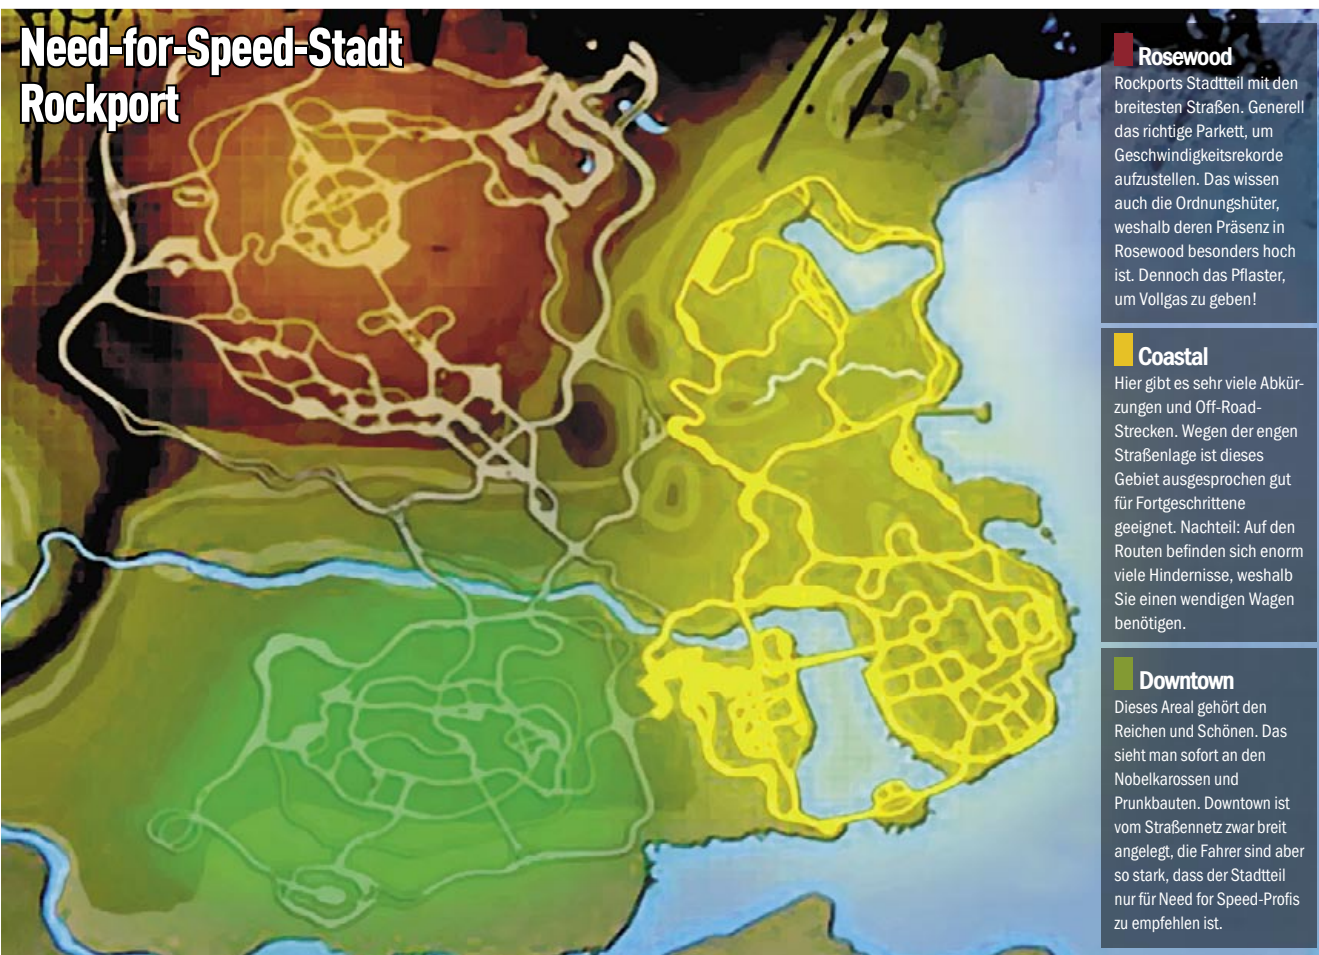 Need-for-Speed-Stadt
Rockport
Rosewood
Rockports Stadtteil mit den
breitesten Straßen. Generell
das richtige Parkett, um
Geschwindigkeitsrekorde
aufzustellen. Das wissen
auch die Ordnungshüter,
weshalb deren Präsenz in
Rosewood besonders hoch
ist. Dennoch das Pflaster,
um Vollgas zu geben!
Coastal
Hier gibt es sehr viele Abkür-
zungen und Off-Road-
Strecken. Wegen der engen
Straßenlage ist dieses
Gebiet ausgesprochen gut
für Fortgeschrittene
geeignet. Nachteil: Auf den
Routen befinden sich enorm
viele Hindernisse, weshalb
Sie einen wendigen Wagen
benötigen.
Downtown
Dieses Areal gehört den
Reichen und Schönen. Das
sieht man sofort an den
Nobelkarossen und
Prunkbauten. Downtown ist
vom Straßennetz zwar breit
angelegt, die Fahrer sind aber
so stark, dass der Stadtteil
nur für Need for Speed-Profis
zu empfehlen ist.